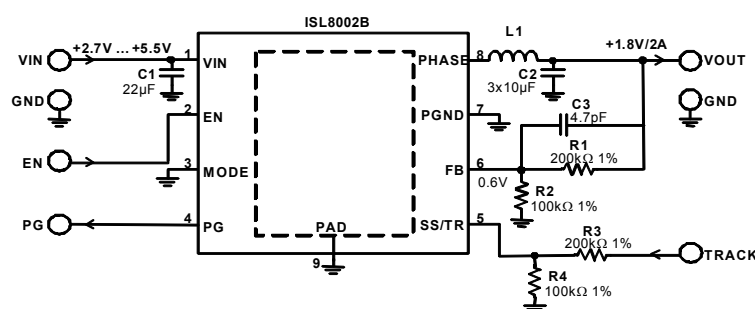 ISL8002B
L1
VIN
+2.7V ... +5.5V
1
VIN
PHASE
8
+1.8V/2A
VOUT
C1
22µF
C2
3x10µF
GND
2
EN
PGND
7
C3
4.7pF
GND
EN
3
MODE
FB
6
0.6V
R1
200kΩ 1%
R2
100kΩ 1%
PG
4
PG
PAD
SS/TR
5
R3
200kΩ 1%
TRACK
9
R4
100kΩ 1%